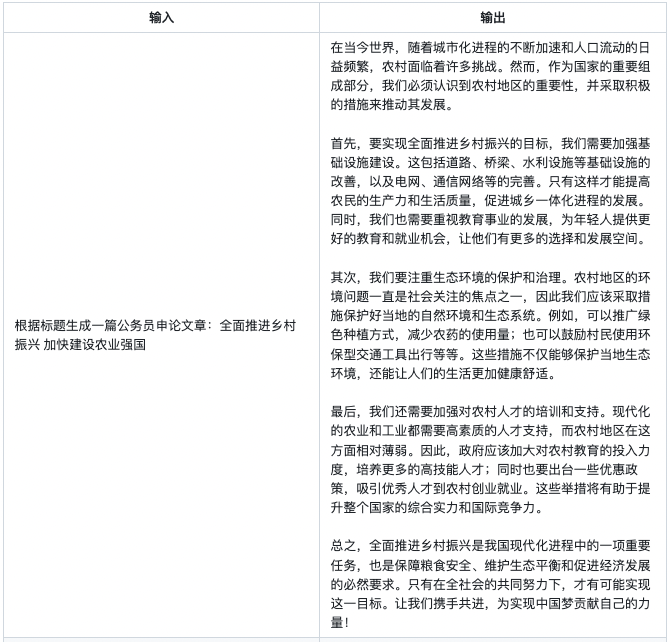 输入
输出
根据标题生成一篇公务员申论文章：全面推进乡村
振兴 加快建设农业强国
在当今世界，随着城市化进程的不断加速和人口流动的日
益频繁，农村面临着许多挑战。然而，作为国家的重要组
成部分，我们必须认识到农村地区的重要性，并采取积极
的措施来推动其发展。
首先，要实现全面推进乡村振兴的目标，我们需要加强基
础设施建设。这包括道路、桥梁、水利设施等基础设施的
改善，以及电网、通信网络等的完善。只有这样才能提高
农民的生产力和生活质量，促进城乡一体化进程的发展。
同时，我们也需要重视教育事业的发展，为年轻人提供更
好的教育和就业机会，让他们有更多的选择和发展空间。
其次，我们要注重生态环境的保护和治理。农村地区的环
境问题一直是社会关注的焦点之一，因此我们应该采取措
施保护好当地的自然环境和生态系统。例如，可以推广绿
色种植方式，减少农药的使用量；也可以鼓励村民使用环
保型交通工具出行等等。这些措施不仅能够保护当地生态
环境，还能让人们的生活更加健康舒适。
最后，我们还需要加强对农村人才的培训和支持。现代化
的农业和工业都需要高素质的人才支持，而农村地区在这
方面相对薄弱。因此，政府应该加大对农村教育的投入力
度，培养更多的高技能人才；同时也要出台一些优惠政
策，吸引优秀人才到农村创业就业。这些举措将有助于提
升整个国家的综合实力和国际竞争力。
总之，全面推进乡村振兴是我国现代化进程中的一项重要
任务，也是保障粮食安全、维护生态平衡和促进经济发展
的必然要求。只有在全社会的共同努力下，才有可能实现
这一目标。让我们携手共进，为实现中国梦贡献自己的力
量！